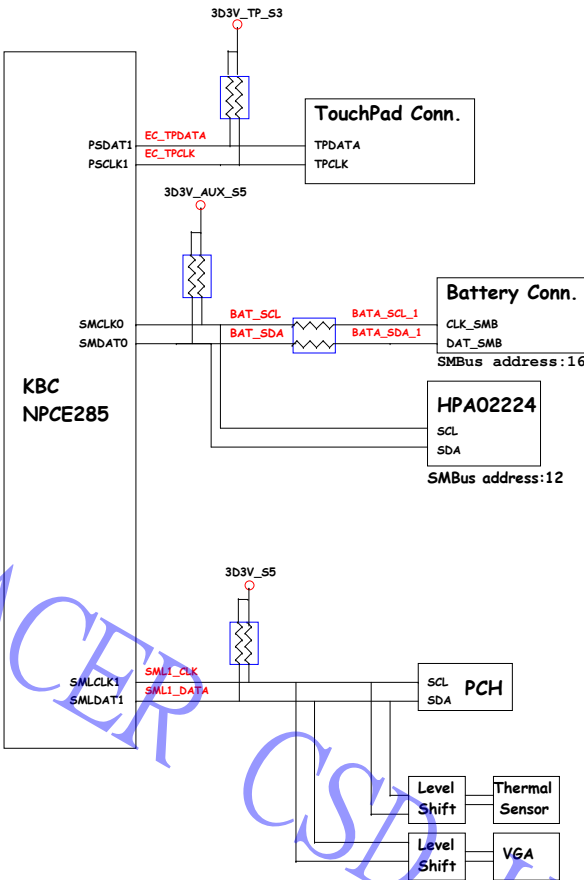 3D3V_TP_S3
TouchPad Conn.
PSDAT1 EC_TPDATA TPDATA
PSCLK1 EC_TPCLK TPCLK
3D3V_AUX_S5
Battery Conn.
SMCLK0 BAT_SCL BATA_SCL_1 CLK_SMB
SMDAT0 BAT_SDA BATA_SDA_1 DAT_SMB
SMBus address:16
KBC
NPCE285
HPA02224
SCL
SDA
SMBus address:12
3D3V_S5
SMLCLK1 SML1_CLK SCL
SMLDAT1 SML1_DATA SDA
PCH
Level
Shift
Thermal
Sensor
Level
Shift
VGA
ACER CSD